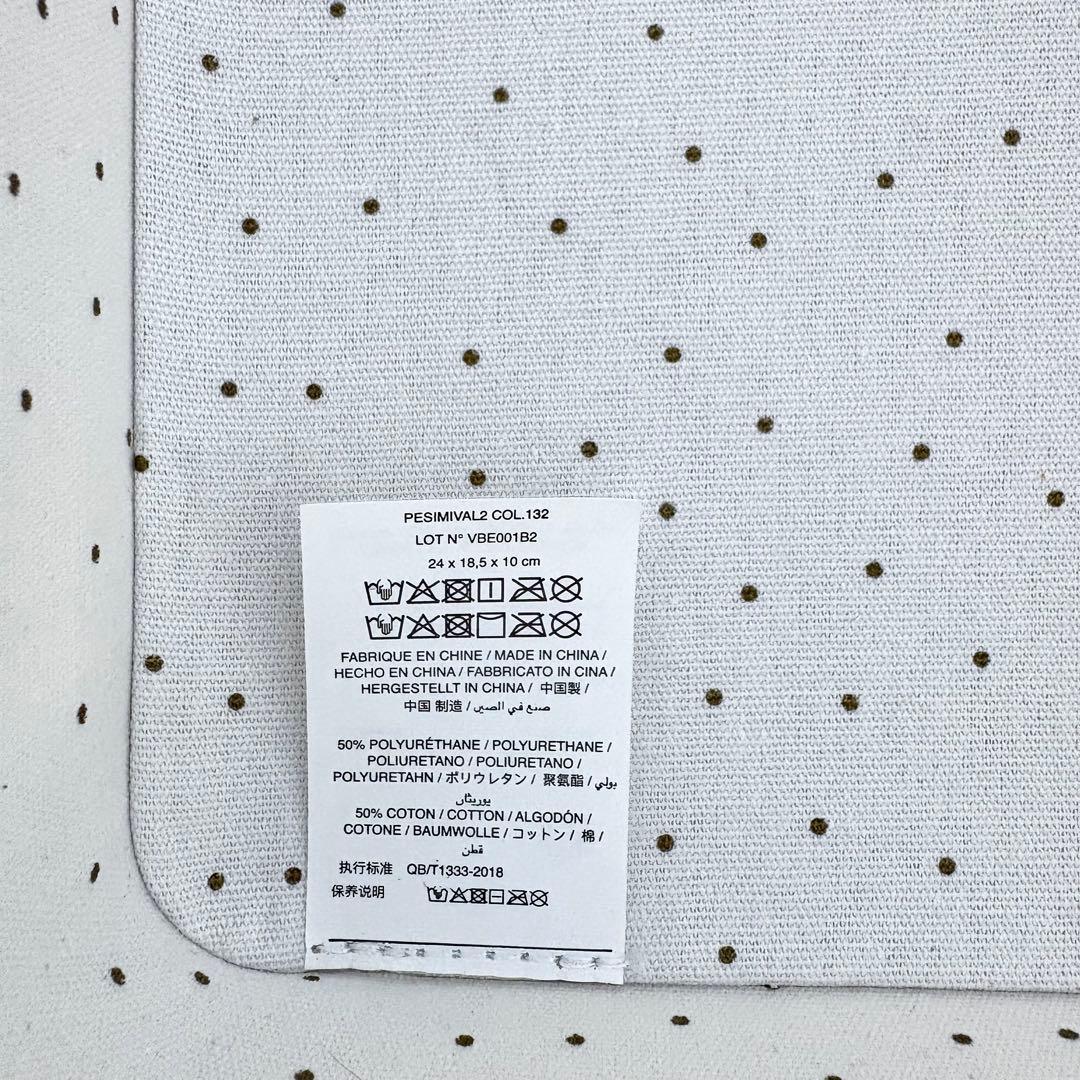 PESIMIVAL2 COL.132
LOT N° VBE001B2
24 x 18,5 x 10 cm
FABRIQUE EN CHINE / MADE IN CHINA /
HECHO EN CHINA / FABBRICATO IN CINA /
HERGESTELLT IN CHINA / 中国製 /
中国 制造 / صنع في الصين
50% POLYURÉTHANE / POLYURETHANE /
POLIURETANO / POLIURETANO /
POLYURETAHN / ポリウレタン / 聚氨酯 / بولي
يوريثان
50% COTON / COTTON / ALGODÓN /
COTONE / BAUMWOLLE / コットン / 棉 /
قطن
执行标准 QB/T1333-2018
保养说明